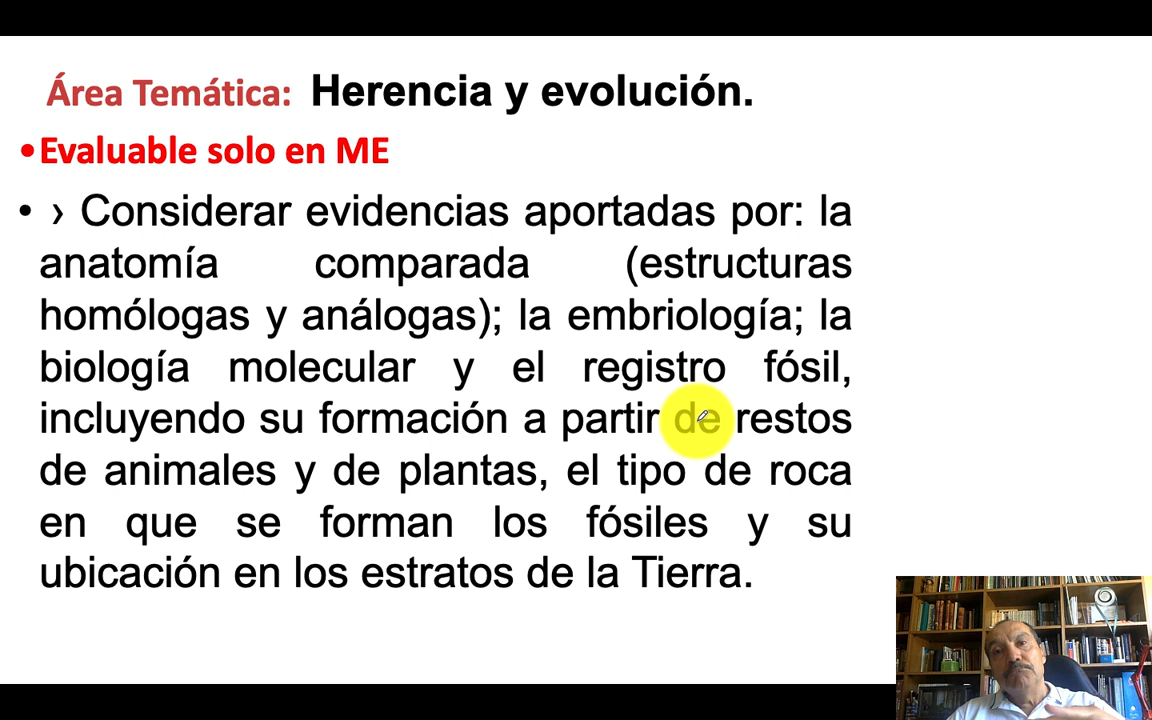 Área Temática: Herencia y evolución.
•Evaluable solo en ME
• › Considerar evidencias aportadas por: la
anatomía comparada (estructuras
homólogas y análogas); la embriología; la
biología molecular y el registro fósil,
incluyendo su formación a partir de restos
de animales y de plantas, el tipo de roca
en que se forman los fósiles y su
ubicación en los estratos de la Tierra.